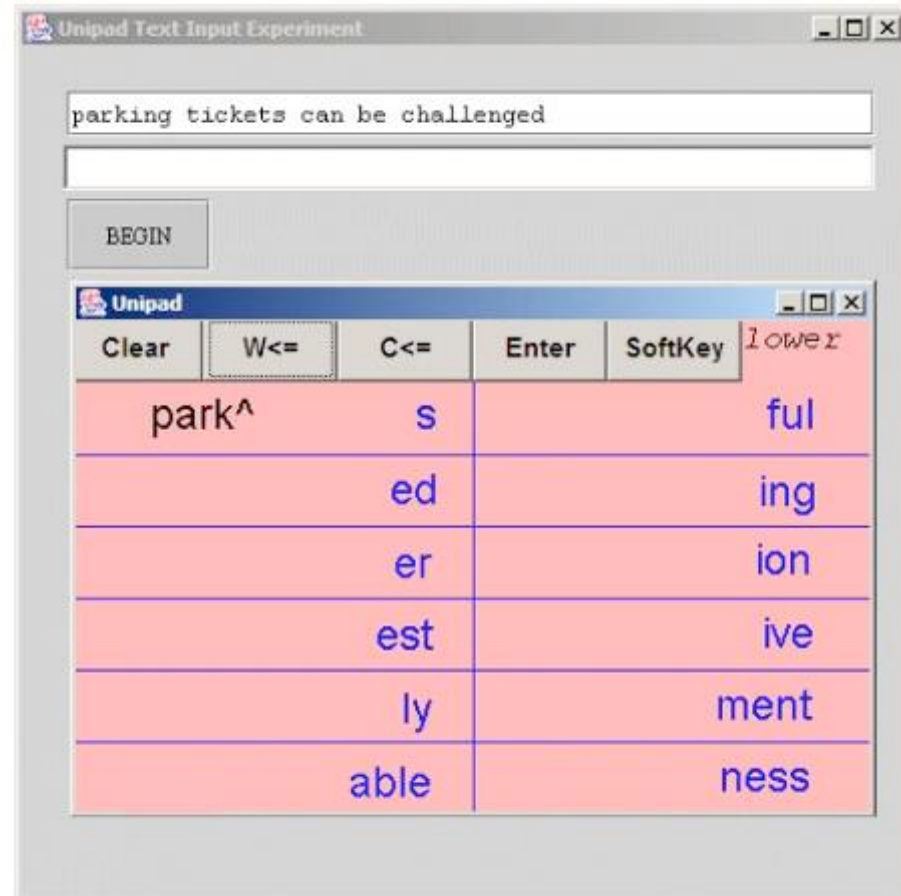 Unipad Text Input Experiment
parking tickets can be challenged
BEGIN
Unipad
Clear W<= C<= Enter SoftKey lower
park^ s ful
ed ing
er ion
est ive
ly ment
able ness